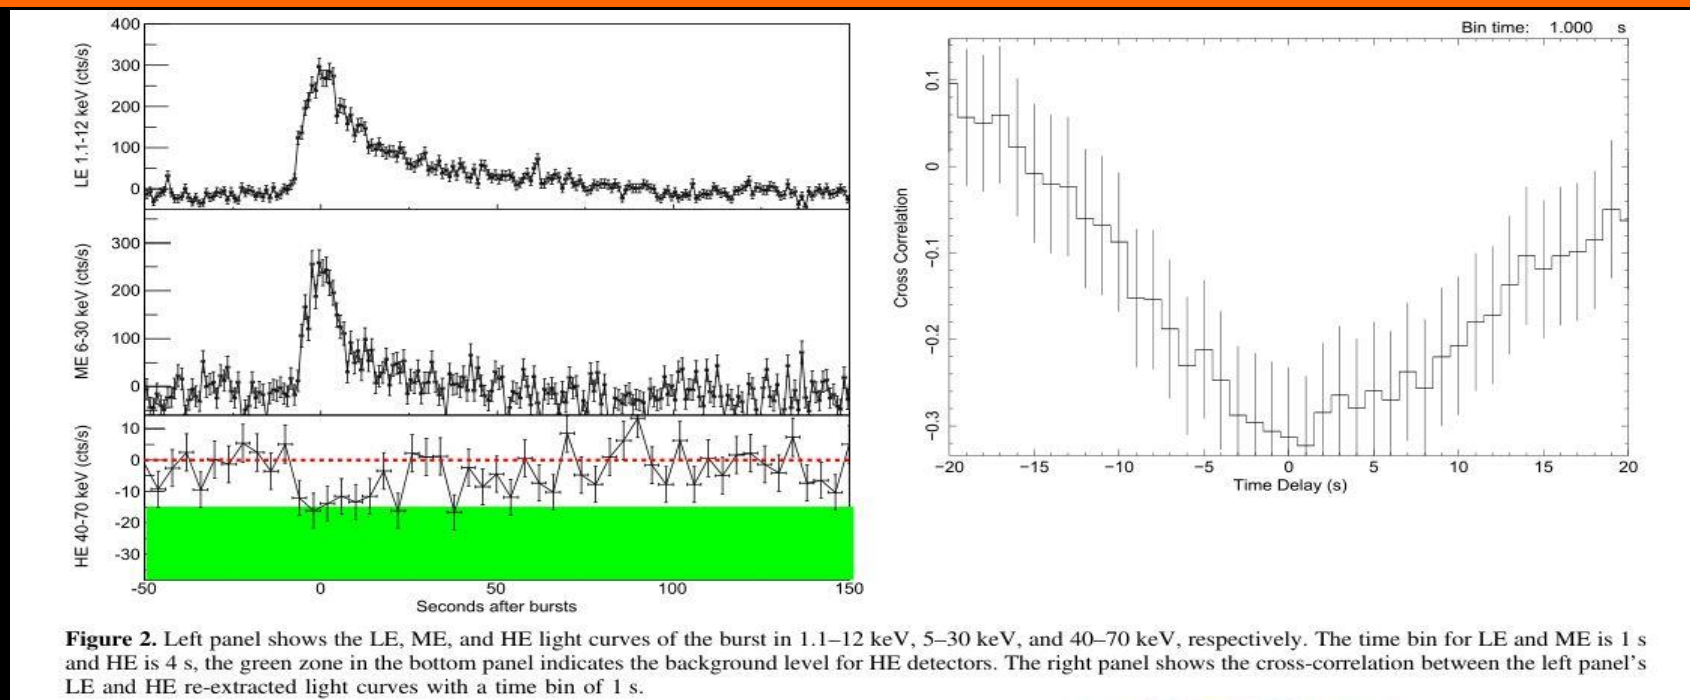 Bin time: 1.000 s
400
300
200
100
0
LE 1.1-12 keV (cts/s)
300
200
100
0
ME 6-30 keV (cts/s)
10
0
-10
-20
-30
HE 40-70 keV (cts/s)
-50 0 50 100 150
Seconds after bursts
0.1
0
−0.1
−0.2
−0.3
Cross Correlation
−20 −15 −10 −5 0 5 10 15 20
Time Delay (s)
Figure 2. Left panel shows the LE, ME, and HE light curves of the burst in 1.1–12 keV, 5–30 keV, and 40–70 keV, respectively. The time bin for LE and ME is 1 s
and HE is 4 s, the green zone in the bottom panel indicates the background level for HE detectors. The right panel shows the cross-correlation between the left panel's
LE and HE re-extracted light curves with a time bin of 1 s.